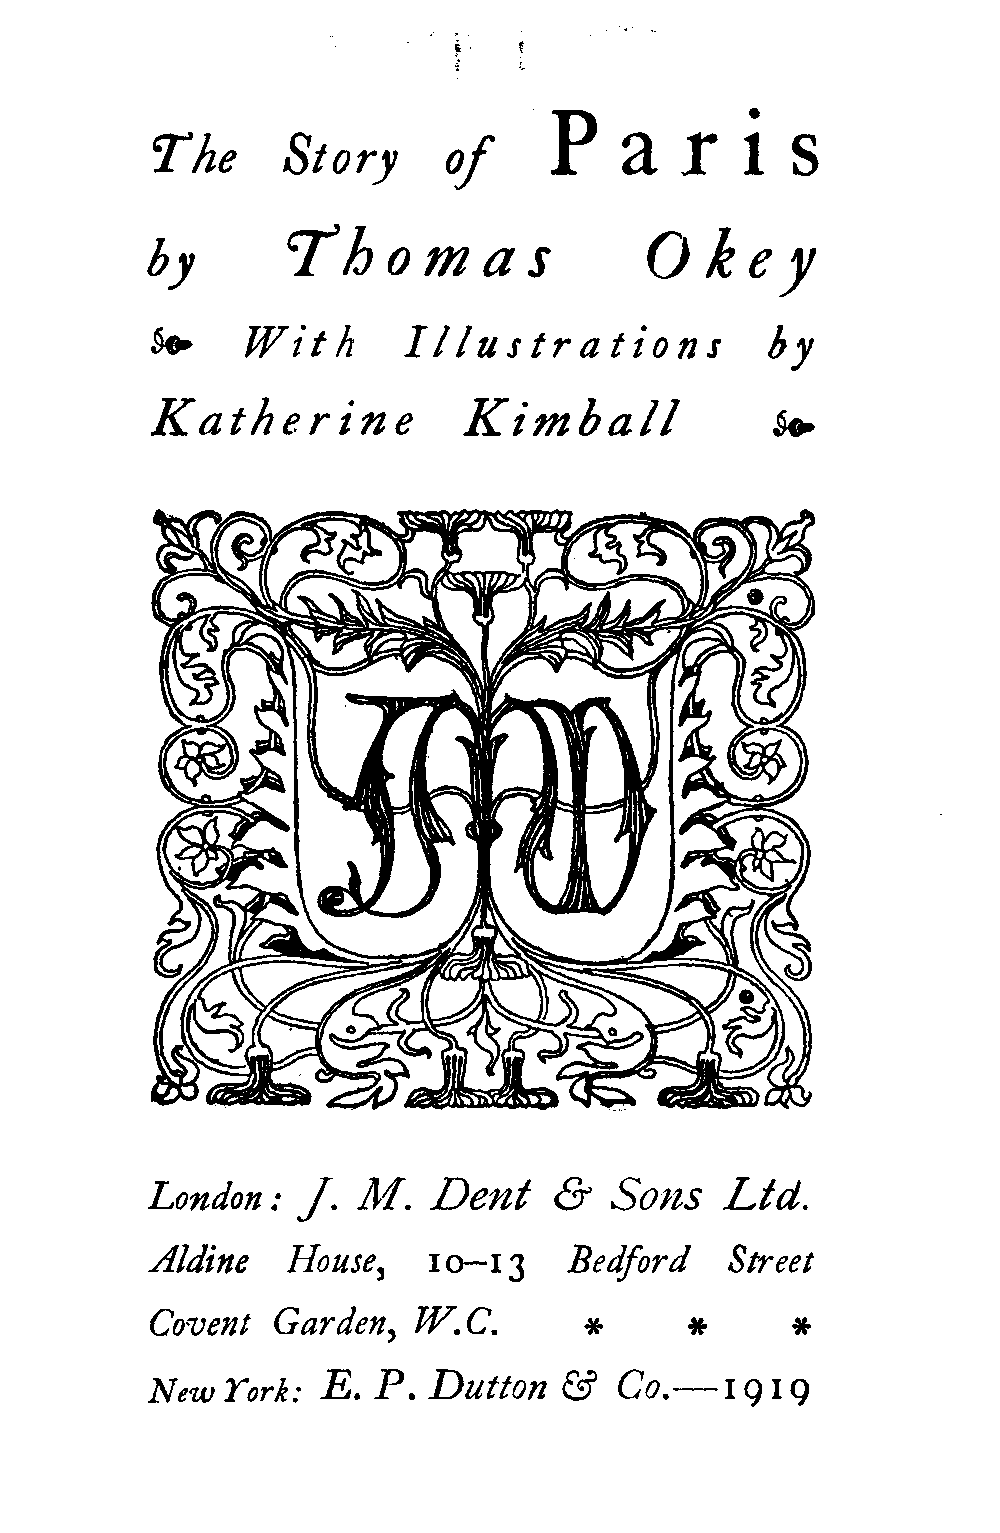 The Story of Paris
by Thomas Okey
With Illustrations by
Katherine Kimball
London: J. M. Dent & Sons Ltd.
Aldine House, 10–13 Bedford Street
Covent Garden, W.C. * * *
New York: E. P. Dutton & Co.—1919